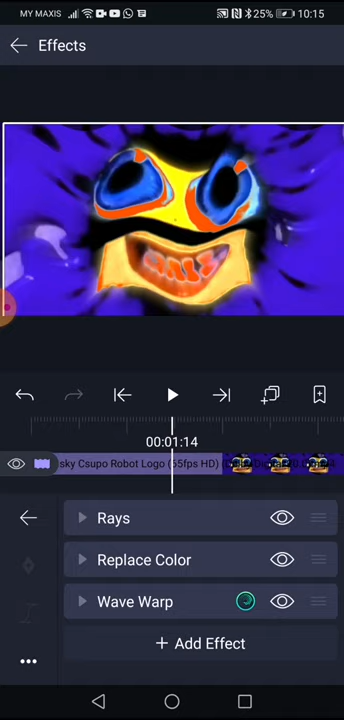 MY MAXIS 25% 10:15
Effects
00:01:14
sky Csupo Robot Logo (55fps HD)
Rays
Replace Color
Wave Warp
+ Add Effect